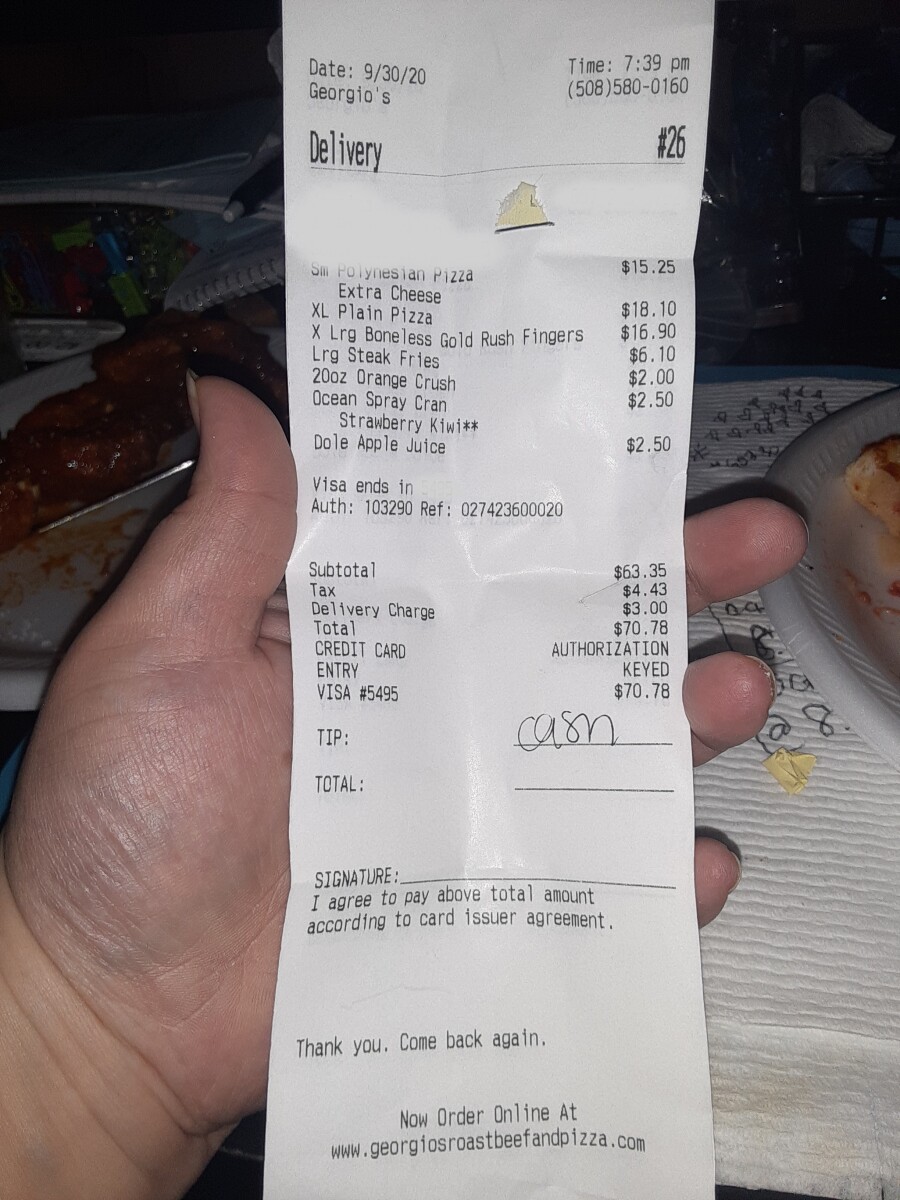 Date: 9/30/20 Time: 7:39 pm
Georgio's (508)580-0160
Delivery #26
Sm Polynesian Pizza $15.25
Extra Cheese
XL Plain Pizza $18.10
X Lrg Boneless Gold Rush Fingers $16.90
Lrg Steak Fries $6.10
20oz Orange Crush $2.00
Ocean Spray Cran $2.50
Strawberry Kiwi**
Dole Apple Juice $2.50
Visa ends in
Auth: 103290 Ref: 027423600020
Subtotal $63.35
Tax $4.43
Delivery Charge $3.00
Total $70.78
CREDIT CARD AUTHORIZATION
ENTRY KEYED
VISA #5495 $70.78
TIP: cash
TOTAL:
SIGNATURE:
I agree to pay above total amount
according to card issuer agreement.
Thank you. Come back again.
Now Order Online At
www.georgiosroastbeefandpizza.com